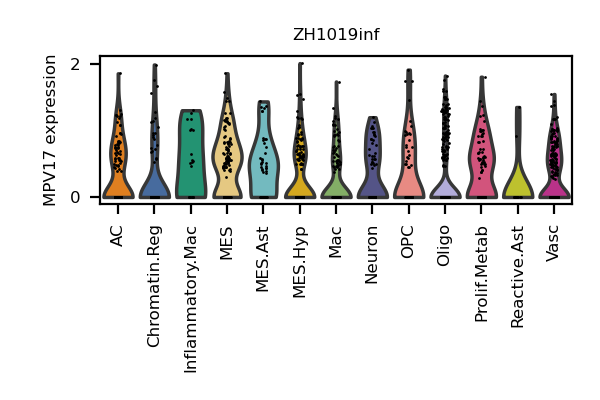 ZH1019inf
MPV17 expression
2
0
AC
Chromatin.Reg
Inflammatory.Mac
MES
MES.Ast
MES.Hyp
Mac
Neuron
OPC
Oligo
Prolif.Metab
Reactive.Ast
Vasc